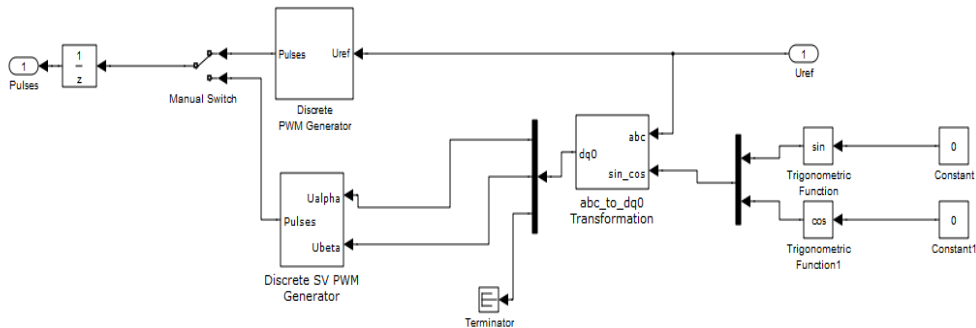 1
Pulses
1
z
Manual Switch
Pulses
Uref
Discrete
PWM Generator
1
Uref
abc
dq0
sin_cos
abc_to_dq0
Transformation
sin
Trigonometric
Function
0
Constant
cos
Trigonometric
Function1
0
Constant1
Ualpha
Pulses
Ubeta
Discrete SV PWM
Generator
Terminator